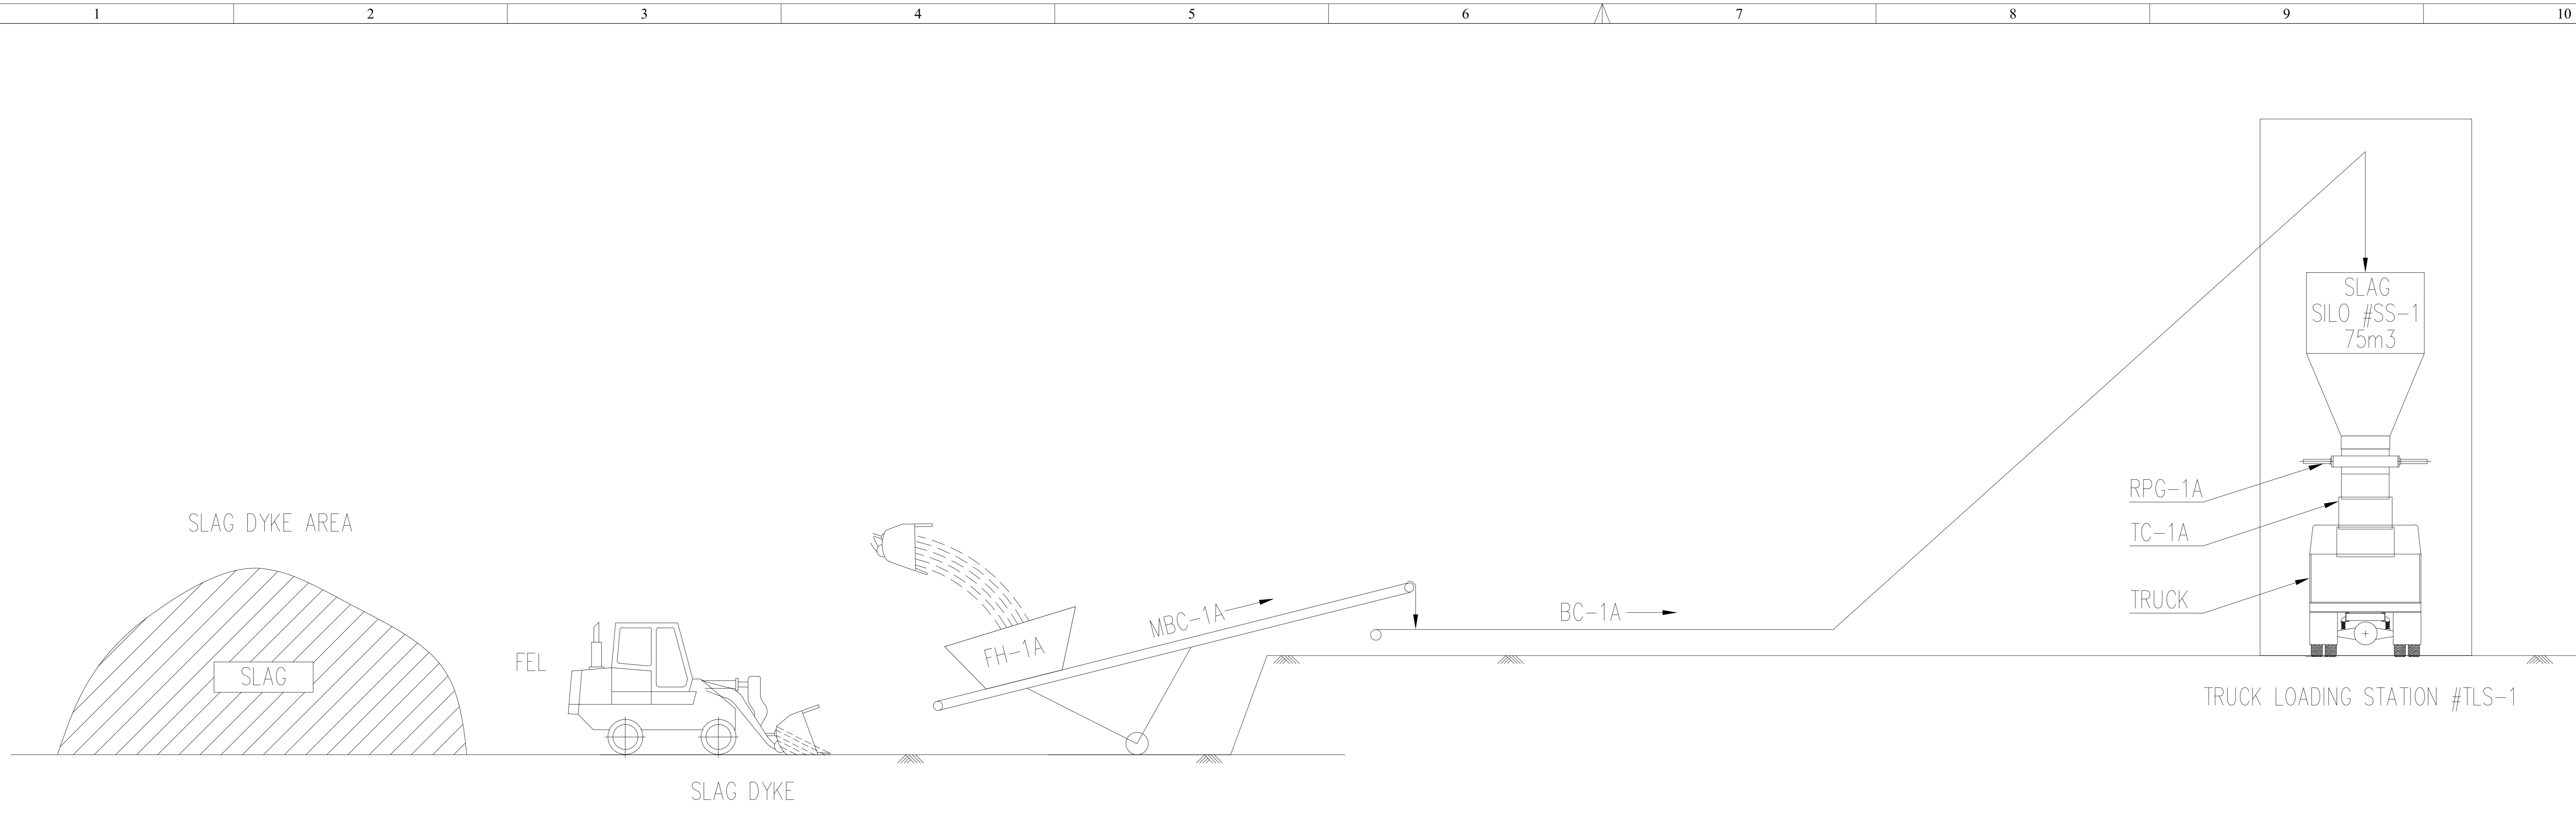 1 2 3 4 5 6 7 8 9 10
SLAG
SILO #SS-1
75m3
RPG-1A
SLAG DYKE AREA
TC-1A
TRUCK
MBC-1A
BC-1A
FH-1A
FEL
SLAG
TRUCK LOADING STATION #TLS-1
SLAG DYKE